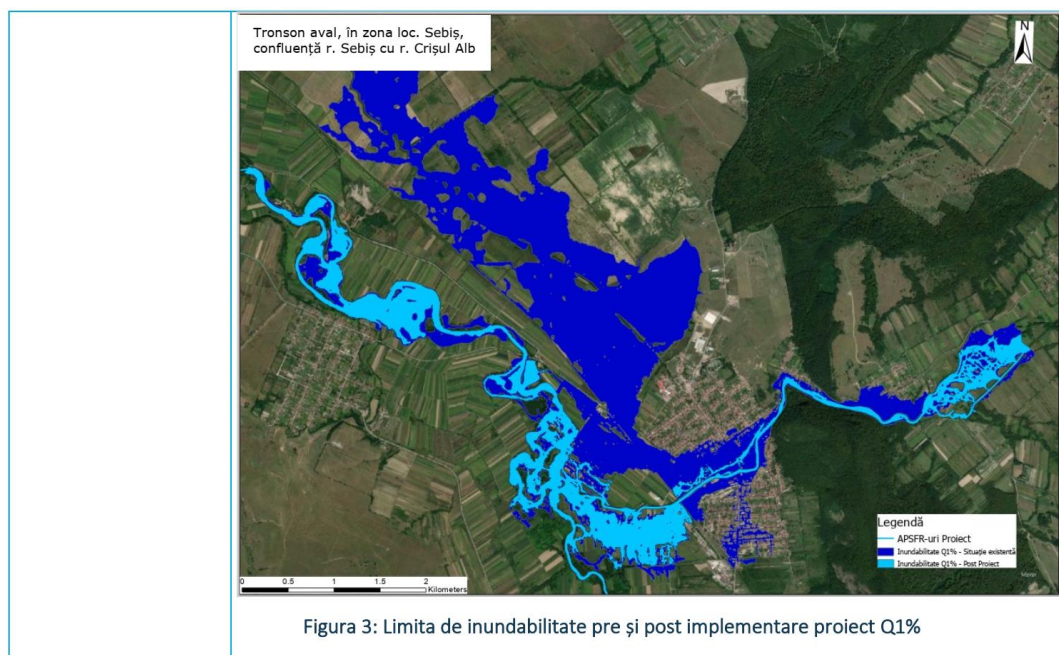 Tronson aval, în zona loc. Sebiș,
confluență r. Sebiș cu r. Crișul Alb
N
Legendă
APSFR-uri Proiect
Inundabilitate Q1% - Situație existentă
Inundabilitate Q1% - Post Proiect
0 0.5 1 1.5 2
Kilometers
Figura 3: Limita de inundabilitate pre și post implementare proiect Q1%